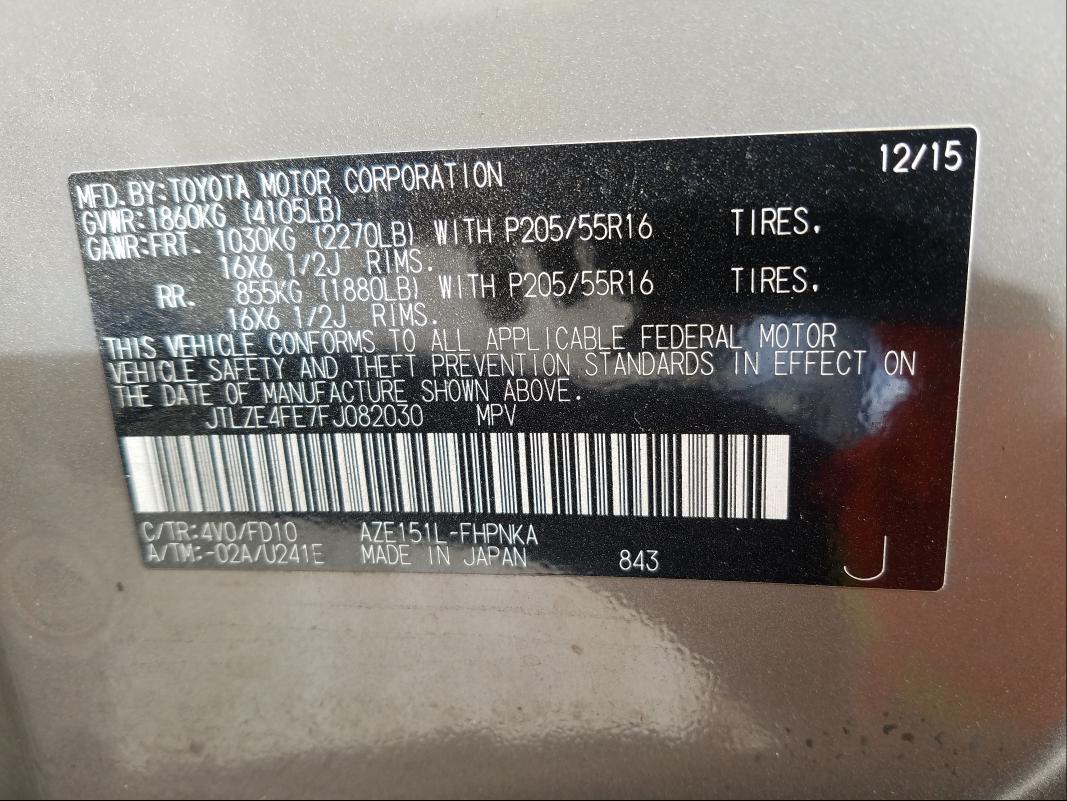 12/15
MFD.BY:TOYOTA MOTOR CORPORATION
GVWR:1860KG (4105LB)
GAWR:FRT. 1030KG (2270LB) WITH P205/55R16 TIRES.
16X6 1/2J RIMS.
RR. 855KG (1880LB) WITH P205/55R16 TIRES.
16X6 1/2J RIMS.
THIS VEHICLE CONFORMS TO ALL APPLICABLE FEDERAL MOTOR
VEHICLE SAFETY AND THEFT PREVENTION STANDARDS IN EFFECT ON
THE DATE OF MANUFACTURE SHOWN ABOVE.
JTLZE4FE7FJ082030 MPV
C/TR:4V0/FD10 AZE151L-FHPNKA
A/TM:-02A/U241E MADE IN JAPAN 843 J